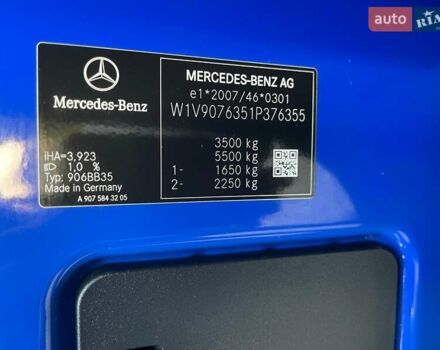 auto RIA
Mercedes-Benz
iHA=3,923
1,0 %
Typ: 906BB35
Made in Germany
A 907 584 32 05
MERCEDES-BENZ AG
e1*2007/46*0301
W1V9076351P376355
3500 kg
5500 kg
1- 1650 kg
2- 2250 kg